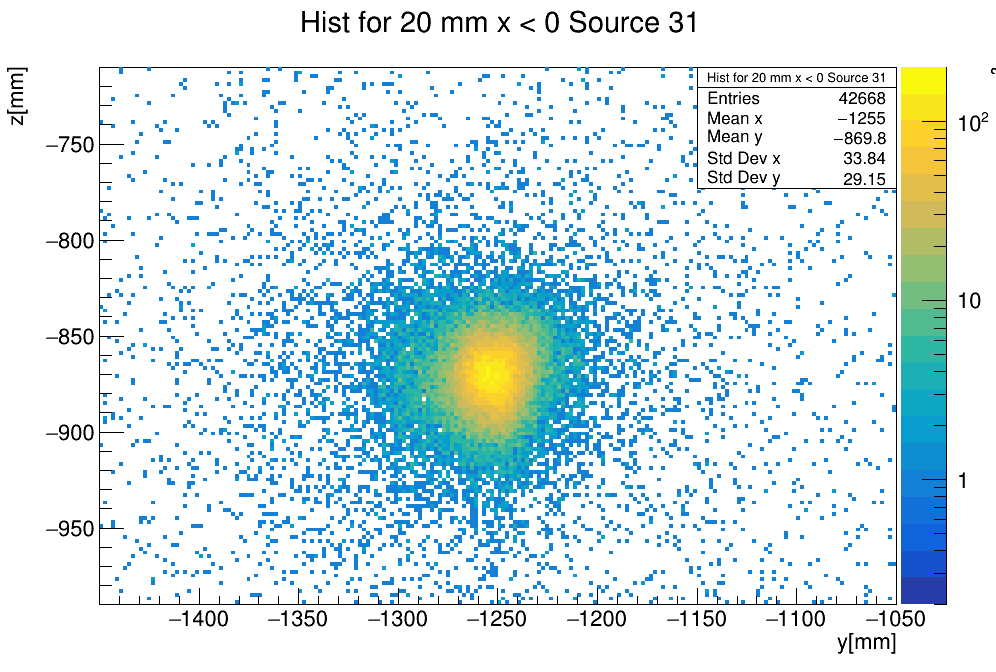 Hist for 20 mm x < 0 Source 31
z[mm]
Hist for 20 mm x < 0 Source 31
Entries 42668
Mean x −1255
Mean y −869.8
Std Dev x 33.84
Std Dev y 29.15
10²
10
1
−750
−800
−850
−900
−950
−1400 −1350 −1300 −1250 −1200 −1150 −1100 −1050
y[mm]